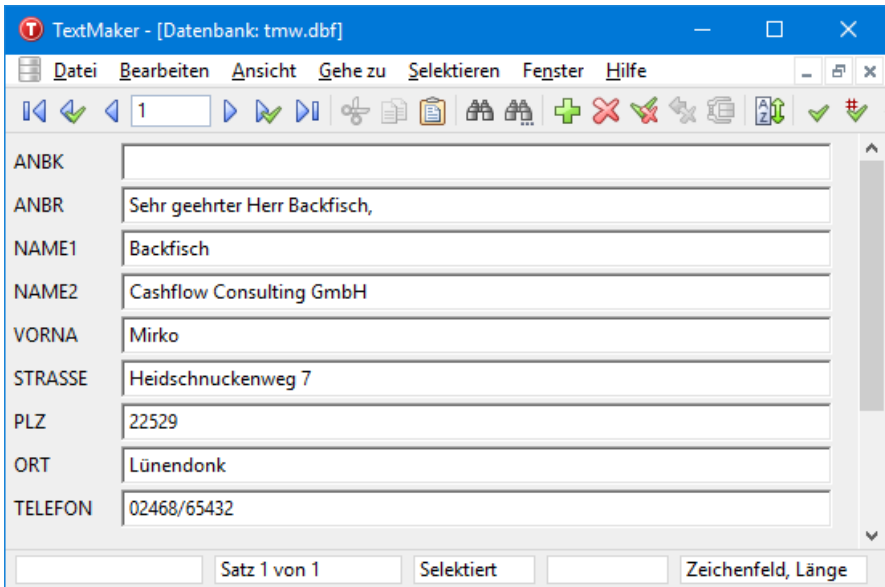 TextMaker - [Datenbank: tmw.dbf]
Datei Bearbeiten Ansicht Gehe zu Selektieren Fenster Hilfe
1
ANBK
ANBR Sehr geehrter Herr Backfisch,
NAME1 Backfisch
NAME2 Cashflow Consulting GmbH
VORNA Mirko
STRASSE Heidschnuckenweg 7
PLZ 22529
ORT Lünendonk
TELEFON 02468/65432
Satz 1 von 1 Selektiert Zeichenfeld, Länge